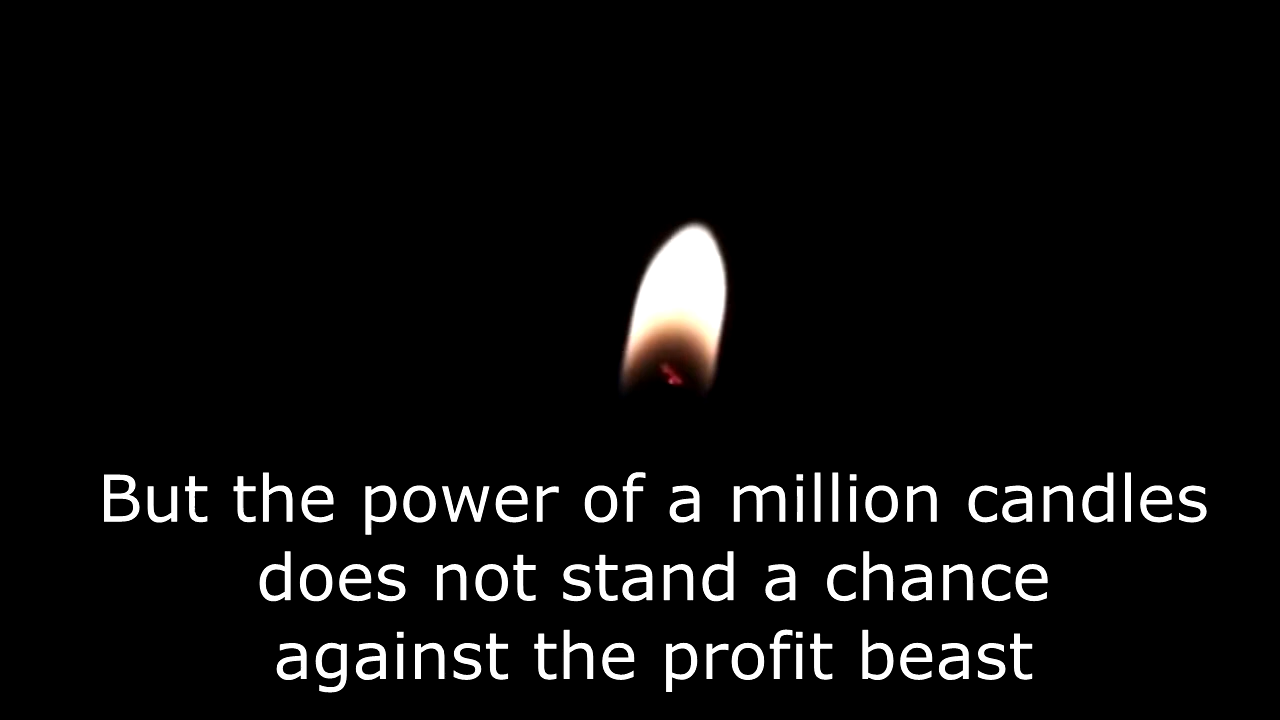 But the power of a million candles
does not stand a chance
against the profit beast